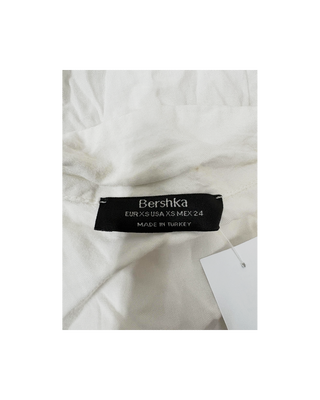 Bershka
EUR XS USA XS MEX 24
MADE IN TURKEY